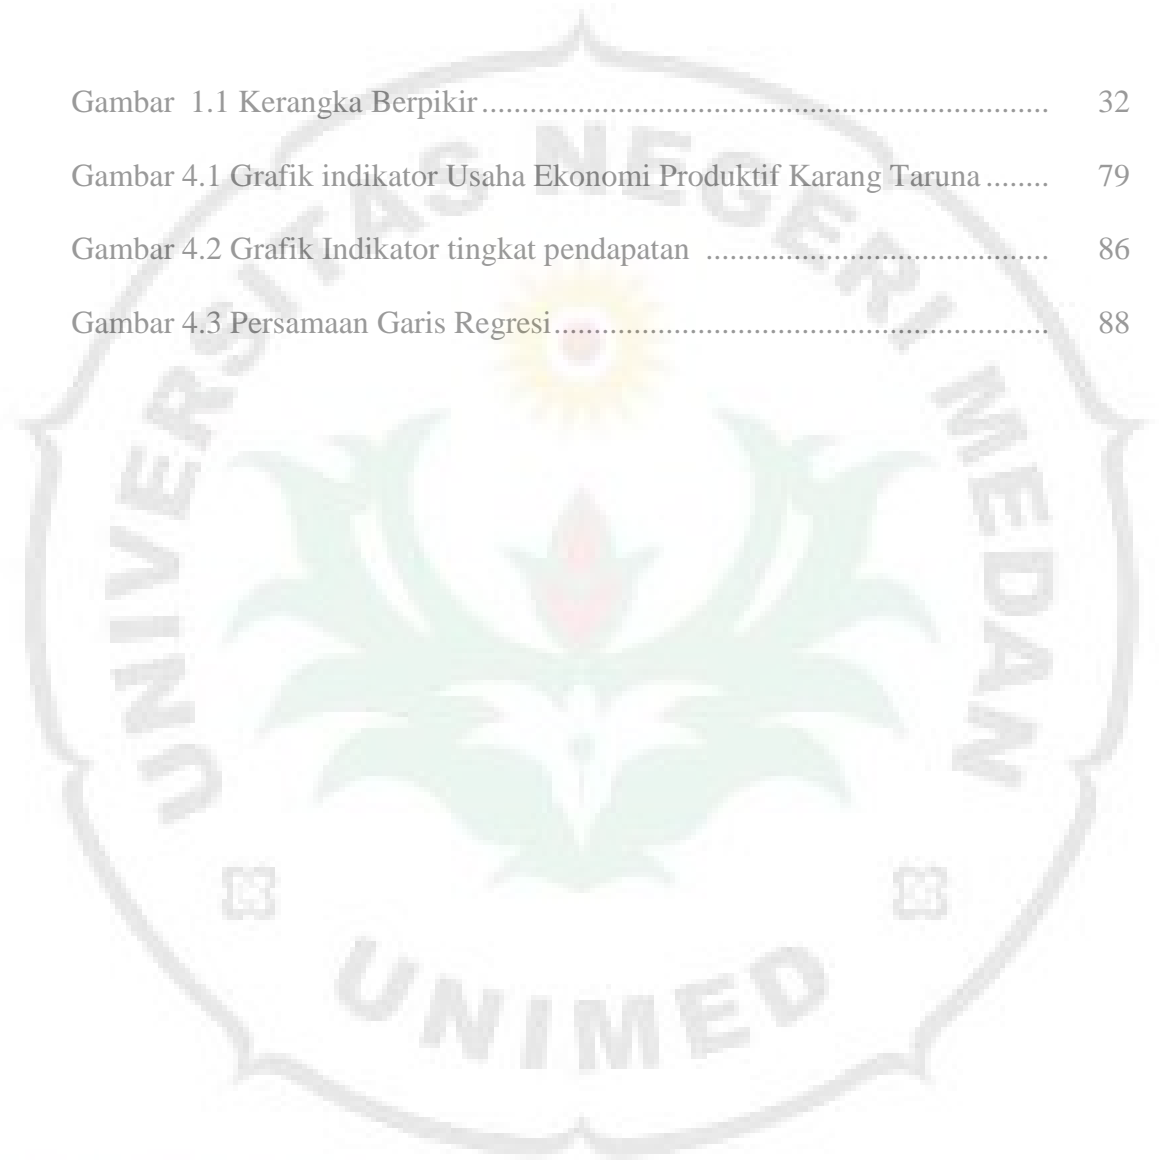 Gambar  1.1 Kerangka Berpikir ...................................................................... 32
Gambar 4.1 Grafik indikator Usaha Ekonomi Produktif Karang Taruna ........ 79
Gambar 4.2 Grafik Indikator tingkat pendapatan  .......................................... 86
Gambar 4.3 Persamaan Garis Regresi............................................................. 88
UNIVERSITAS NEGERI MEDAN
UNIMED